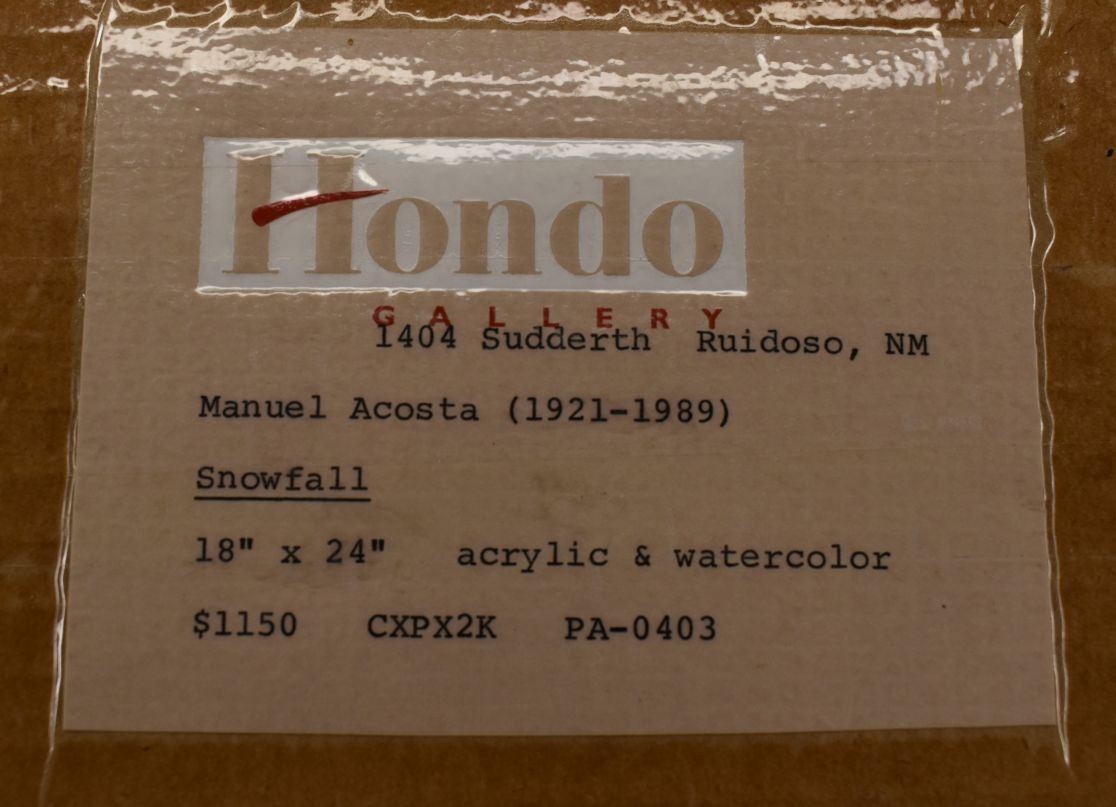 Hondo
GALLERY
1404 Sudderth Ruidoso, NM
Manuel Acosta (1921-1989)
Snowfall
18" x 24" acrylic & watercolor
$1150 CXPX2K PA-0403